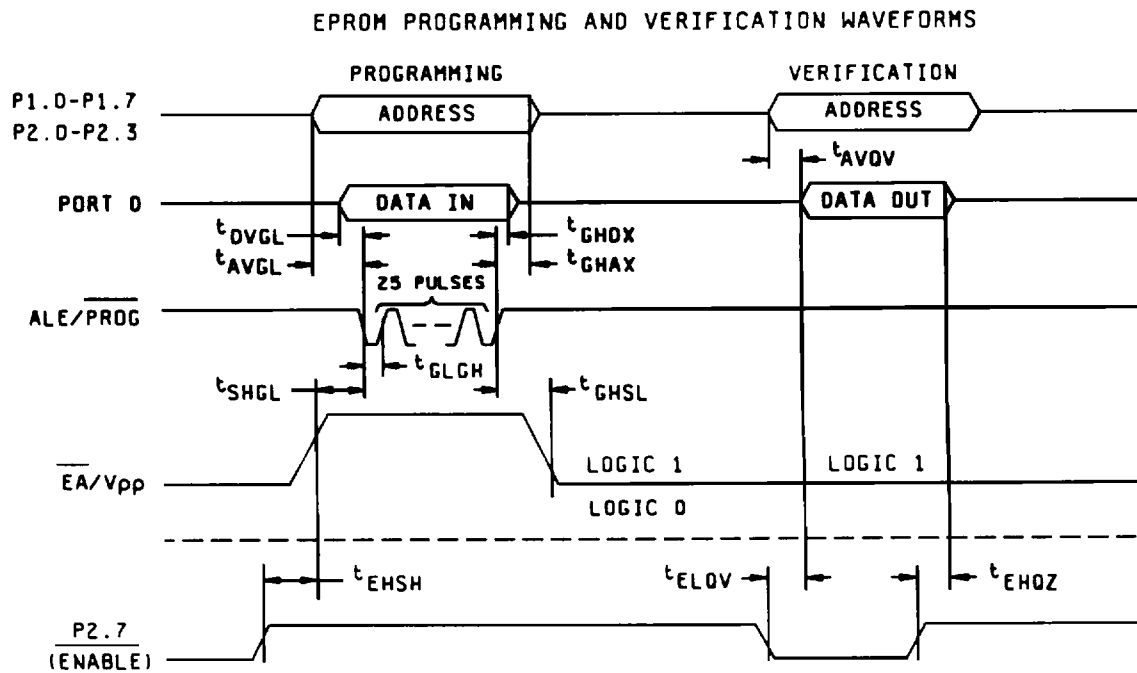 EPROM PROGRAMMING AND VERIFICATION WAVEFORMS
PROGRAMMING
VERIFICATION
P1.0-P1.7
P2.0-P2.3
ADDRESS
ADDRESS
tAVQV
PORT 0
DATA IN
DATA OUT
tDVGL
tGHDX
tAVGL
tGHAX
25 PULSES
ALE/PROG
tGLGH
tSHGL
tGHSL
EA/Vpp
LOGIC 1
LOGIC 1
LOGIC 0
tEHSH
tELQV
tEHQZ
P2.7
(ENABLE)